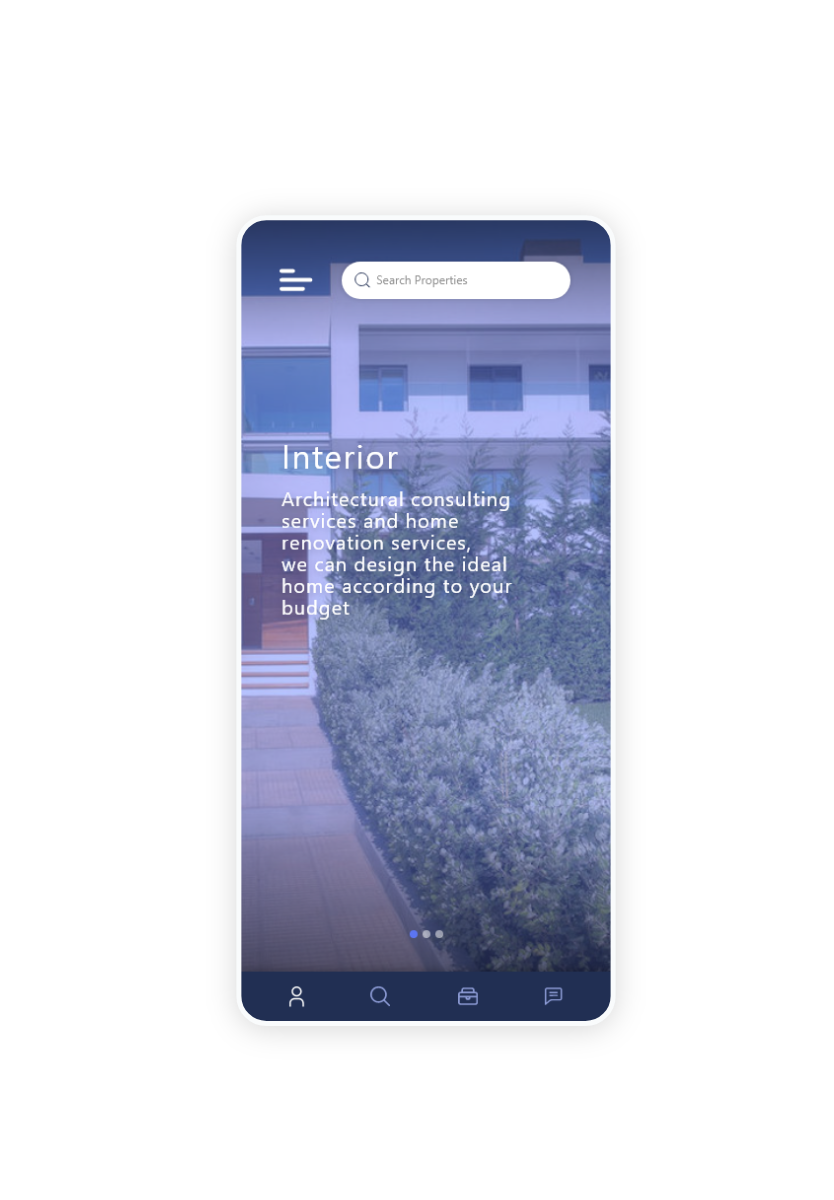 Search Properties
Interior
Architectural consulting
services and home
renovation services,
we can design the ideal
home according to your
budget